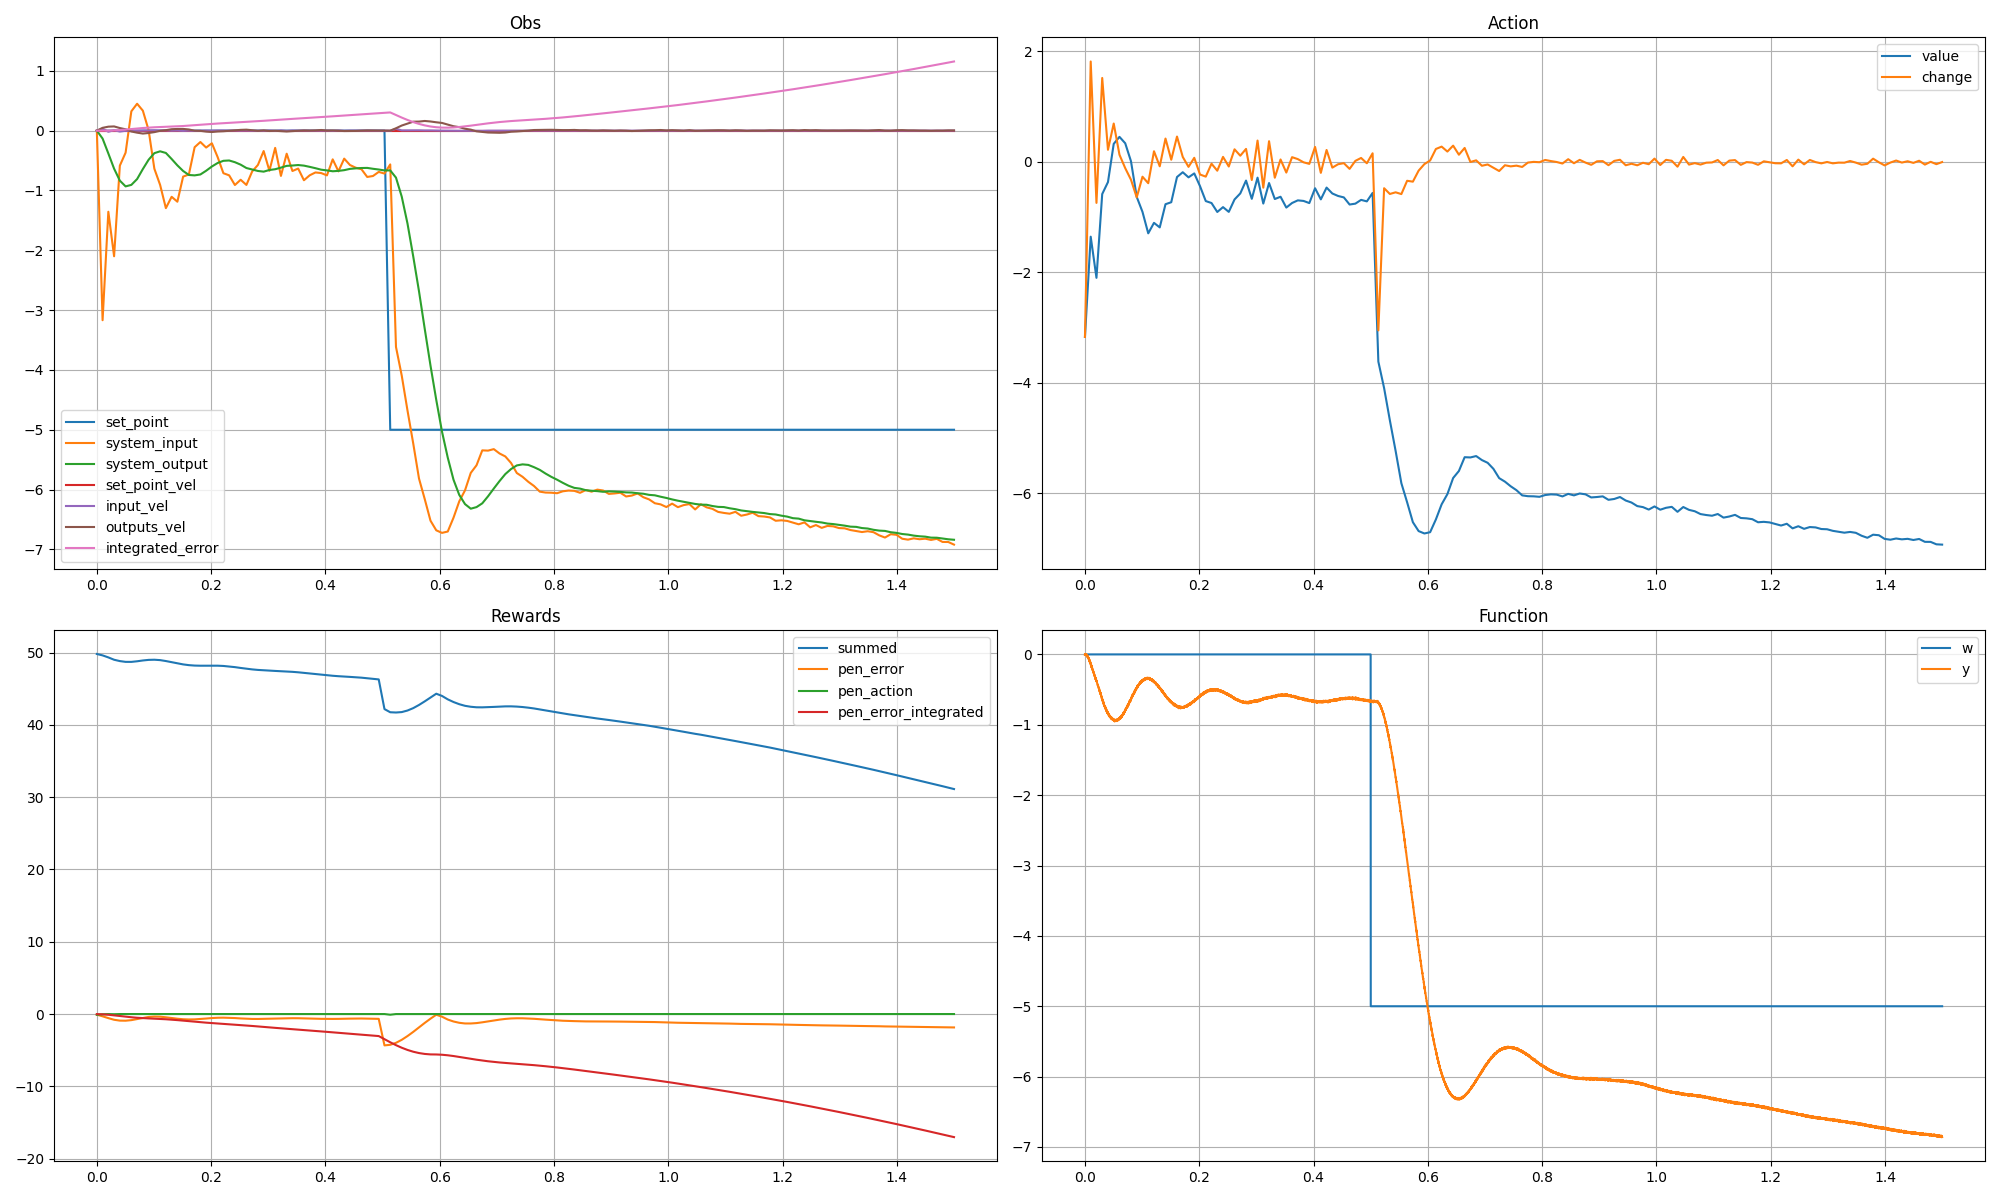 Obs
1
0
−1
−2
−3
−4
−5
−6
−7
0.0 0.2 0.4 0.6 0.8 1.0 1.2 1.4
set_point
system_input
system_output
set_point_vel
input_vel
outputs_vel
integrated_error
Action
2
0
−2
−4
−6
0.0 0.2 0.4 0.6 0.8 1.0 1.2 1.4
value
change
Rewards
50
40
30
20
10
0
−10
−20
0.0 0.2 0.4 0.6 0.8 1.0 1.2 1.4
summed
pen_error
pen_action
pen_error_integrated
Function
0
−1
−2
−3
−4
−5
−6
−7
0.0 0.2 0.4 0.6 0.8 1.0 1.2 1.4
w
y